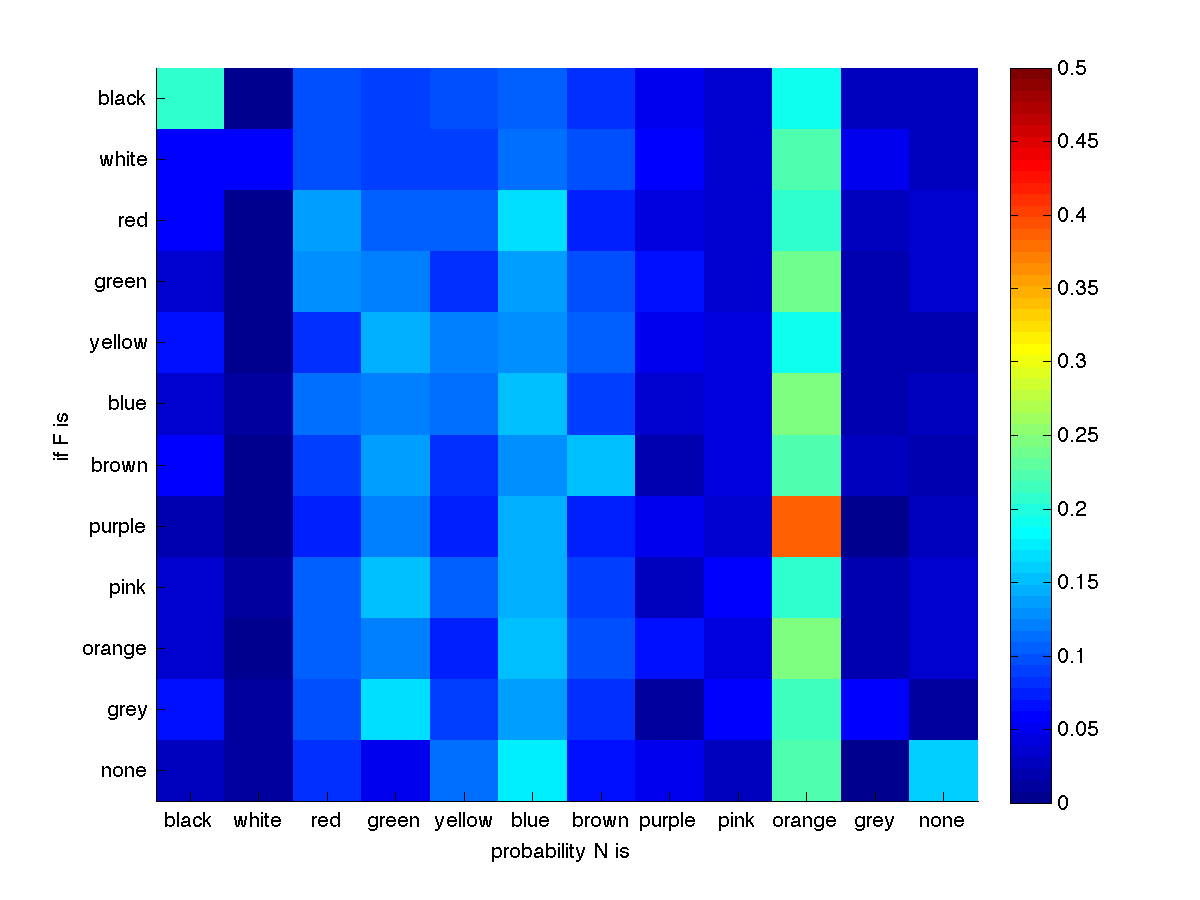 black
white
red
green
yellow
blue
brown
purple
pink
orange
grey
none
if F is
black white red green yellow blue brown purple pink orange grey none
probability N is
0.5
0.45
0.4
0.35
0.3
0.25
0.2
0.15
0.1
0.05
0